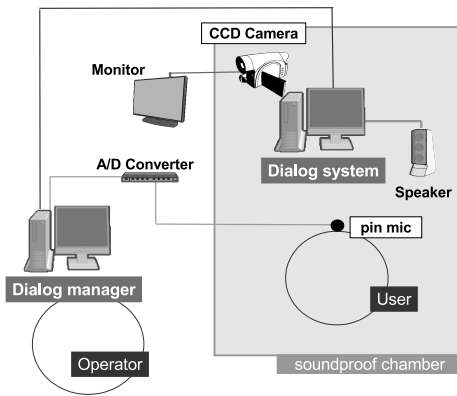 CCD Camera
Monitor
A/D Converter
Dialog system
Speaker
pin mic
Dialog manager
User
Operator
soundproof chamber